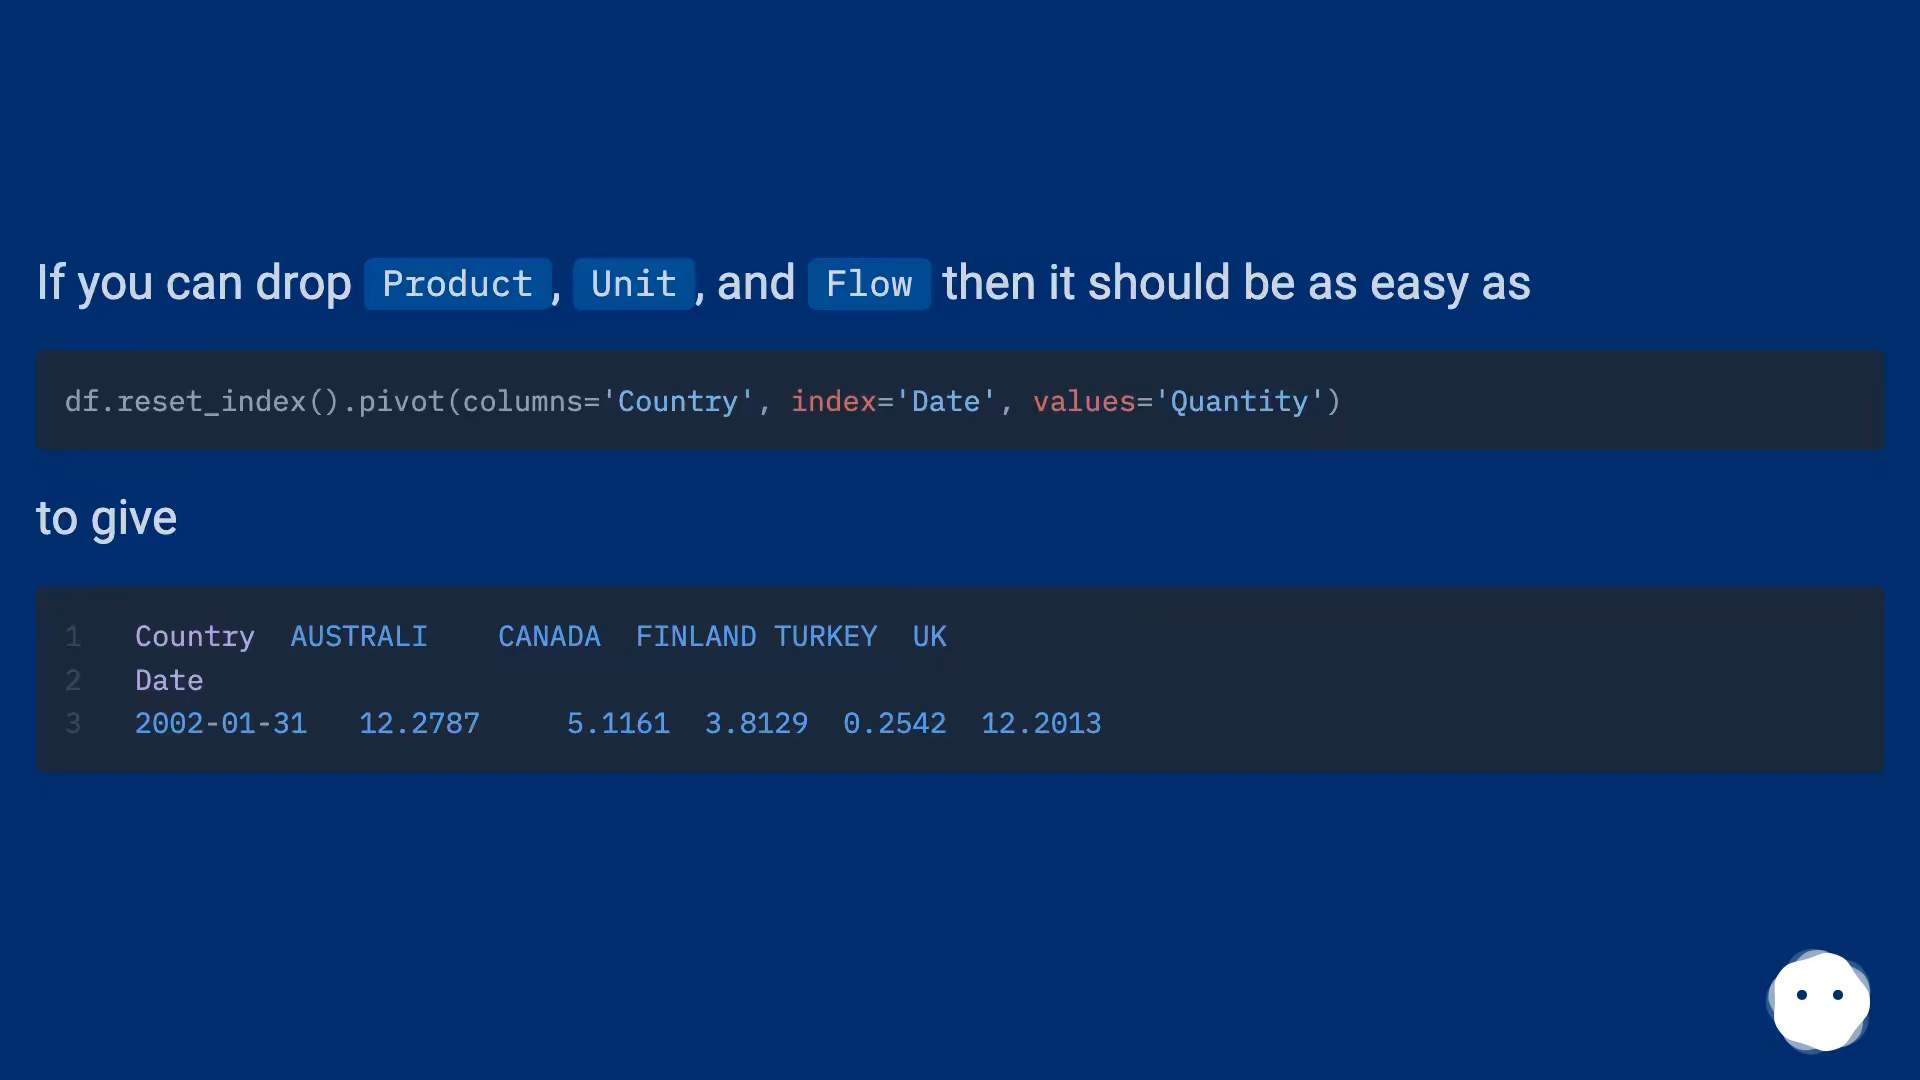 If you can drop Product, Unit, and Flow then it should be as easy as
df.reset_index().pivot(columns='Country', index='Date', values='Quantity')
to give
1 Country AUSTRALI CANADA FINLAND TURKEY UK
2 Date
3 2002-01-31 12.2787 5.1161 3.8129 0.2542 12.2013